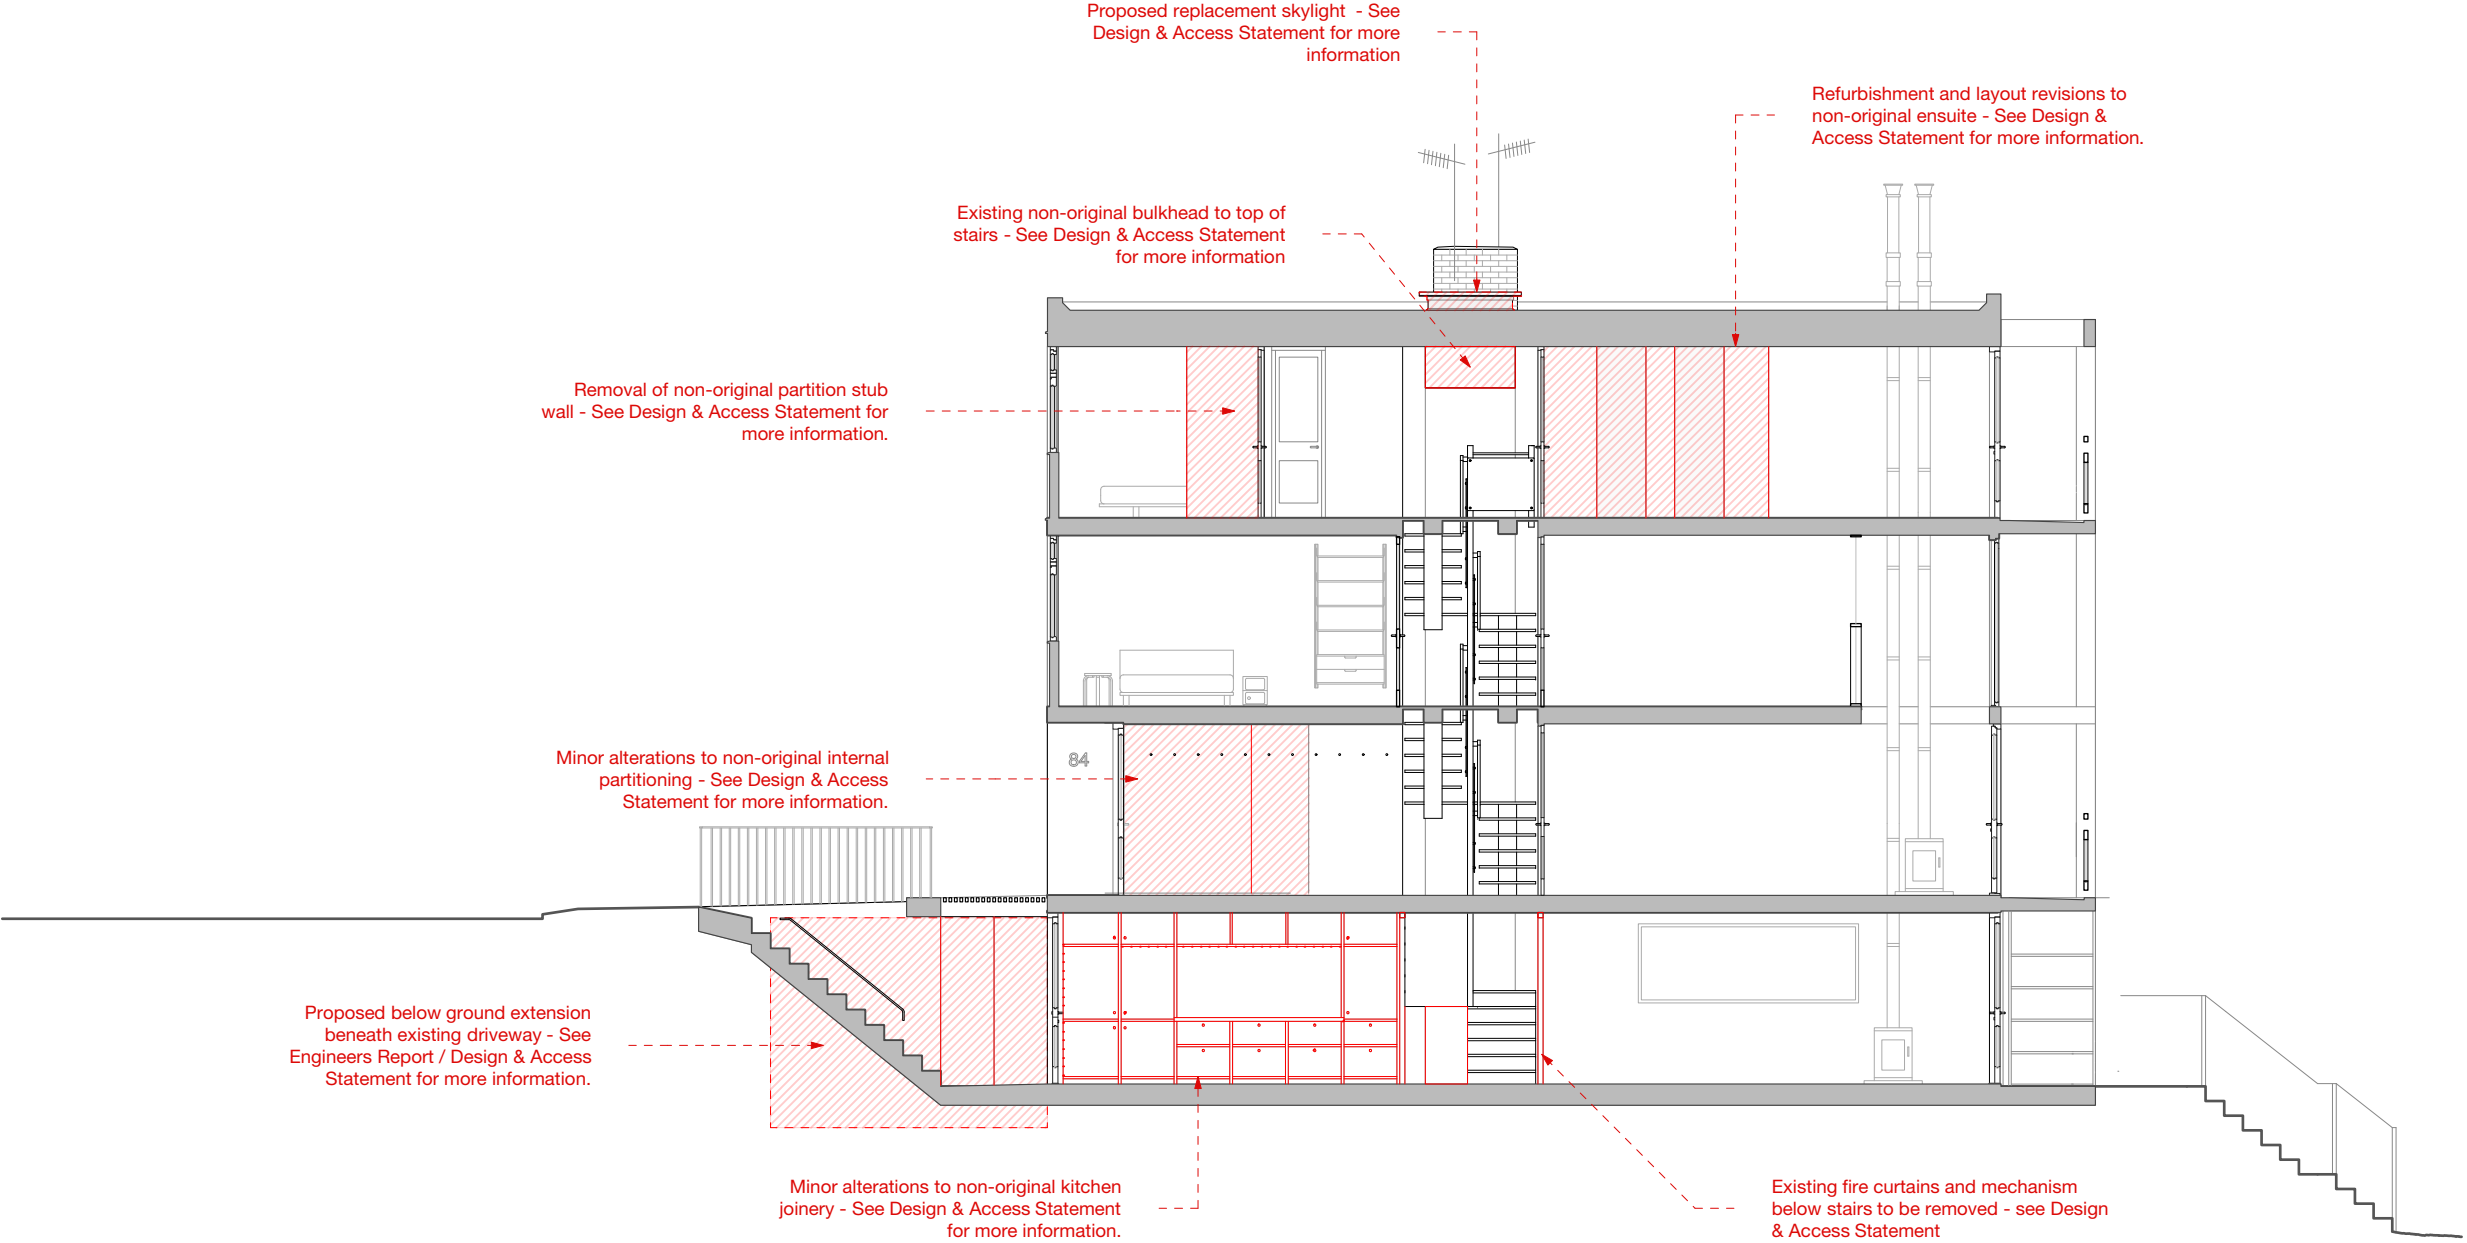 Proposed replacement skylight - See
Design & Access Statement for more
information
Refurbishment and layout revisions to
non-original ensuite - See Design &
Access Statement for more information.
Existing non-original bulkhead to top of
stairs - See Design & Access Statement
for more information
Removal of non-original partition stub
wall - See Design & Access Statement for
more information.
Minor alterations to non-original internal
partitioning - See Design & Access
Statement for more information.
84
Proposed below ground extension
beneath existing driveway - See
Engineers Report / Design & Access
Statement for more information.
Minor alterations to non-original kitchen
joinery - See Design & Access Statement
for more information.
Existing fire curtains and mechanism
below stairs to be removed - see Design
& Access Statement